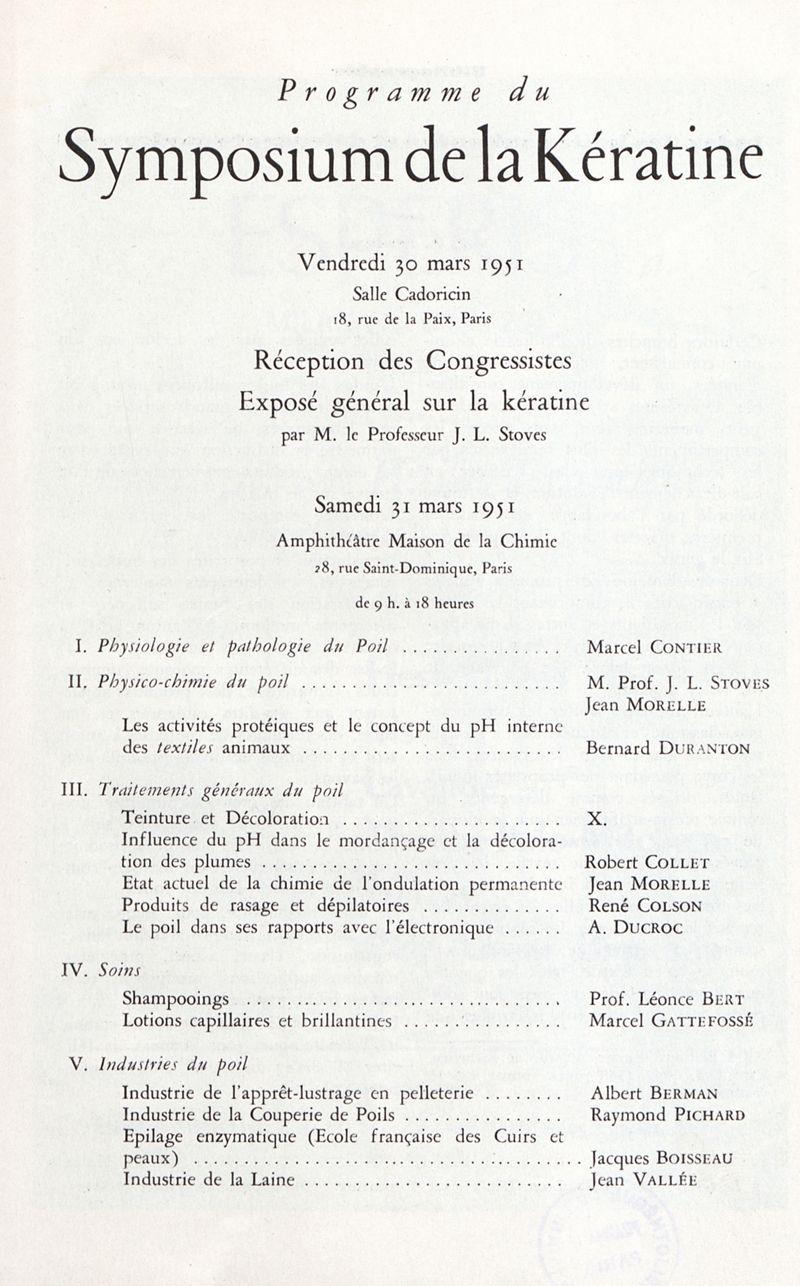 Programme du
Symposium de la Kératine
Vendredi 30 mars 1951
Salle Cadoricin
18, rue de la Paix, Paris
Réception des Congressistes
Exposé général sur la kératine
par M. le Professeur J. L. Stoves
Samedi 31 mars 1951
Amphithéâtre Maison de la Chimie
28, rue Saint-Dominique, Paris
de 9 h. à 18 heures
I. Physiologie et pathologie du Poil ................ Marcel CONTIER
II. Physico-chimie du poil .......................... M. Prof. J. L. STOVES
Jean MORELLE
Les activités protéiques et le concept du pH interne
des textiles animaux .......................... Bernard DURANTON
III. Traitements généraux du poil
Teinture et Décoloration ...................... X.
Influence du pH dans le mordançage et la décolora-
tion des plumes .............................. Robert COLLET
Etat actuel de la chimie de l'ondulation permanente Jean MORELLE
Produits de rasage et dépilatoires .............. René COLSON
Le poil dans ses rapports avec l'électronique ...... A. DUCROC
IV. Soins
Shampooings ................................ Prof. Léonce BERT
Lotions capillaires et brillantines ................ Marcel GATTEFOSSÉ
V. Industries du poil
Industrie de l'apprêt-lustrage en pelleterie ........ Albert BERMAN
Industrie de la Couperie de Poils ................ Raymond PICHARD
Epilage enzymatique (Ecole française des Cuirs et
peaux) ....................................... Jacques BOISSEAU
Industrie de la Laine .......................... Jean VALLÉE